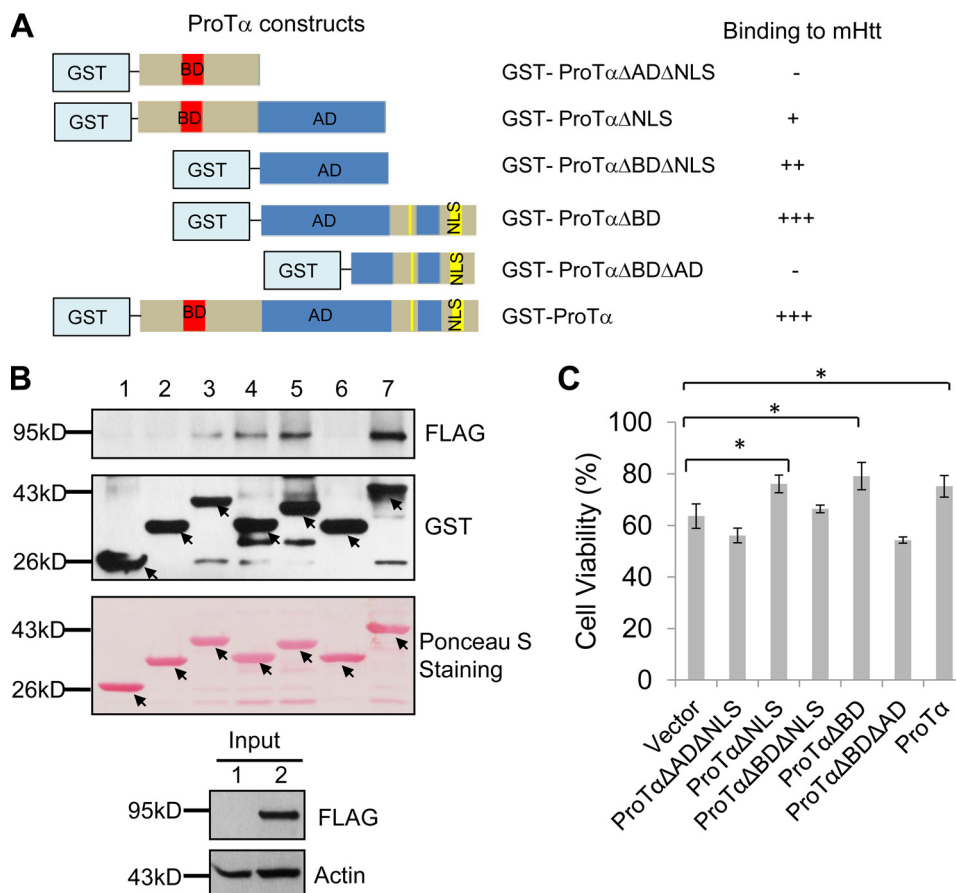 A
ProTα constructs
Binding to mHtt
GST BD
GST- ProTαΔADΔNLS -
GST BD AD
GST- ProTαΔNLS +
GST AD
GST- ProTαΔBDΔNLS ++
GST AD NLS
GST- ProTαΔBD +++
GST NLS
GST- ProTαΔBDΔAD -
GST BD AD NLS
GST-ProTα +++
B
1 2 3 4 5 6 7
95kD FLAG
43kD
GST
26kD
43kD
Ponceau S
Staining
26kD
Input
1 2
95kD FLAG
43kD Actin
C
* 
*
*
Cell Viability (%)
100
80
60
40
80
0
Vector
ProTαΔADΔNLS
ProTαΔNLS
ProTαΔBDΔNLS
ProTαΔBD
ProTαΔBDΔAD
ProTα